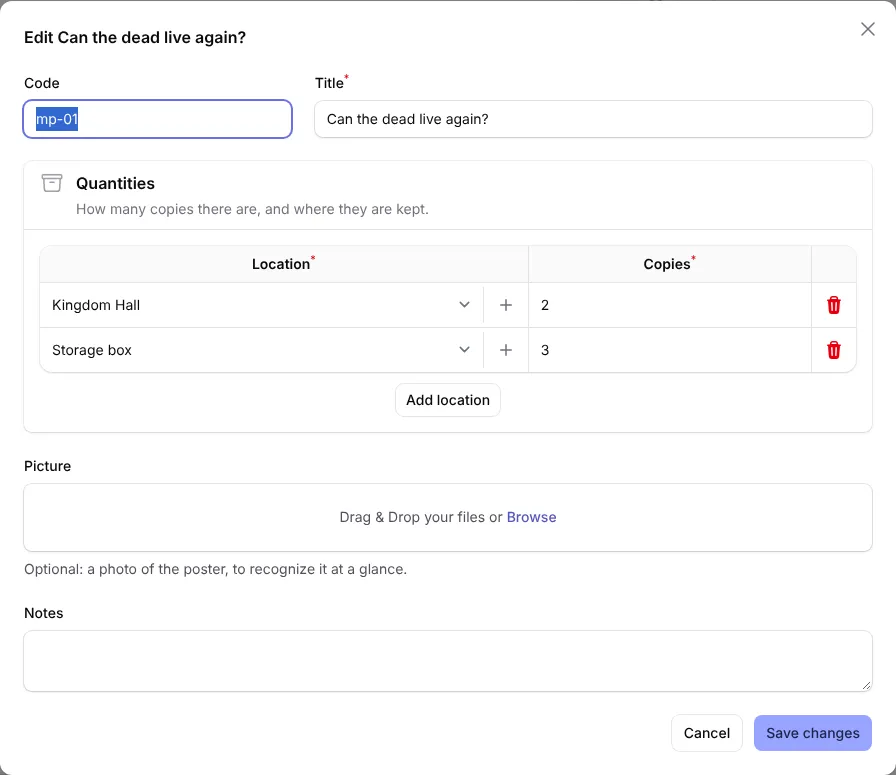 Edit Can the dead live again?
Code
Title*
mp-01
Can the dead live again?
Quantities
How many copies there are, and where they are kept.
Location*
Copies*
Kingdom Hall
2
Storage box
3
Add location
Picture
Drag & Drop your files or Browse
Optional: a photo of the poster, to recognize it at a glance.
Notes
Cancel
Save changes